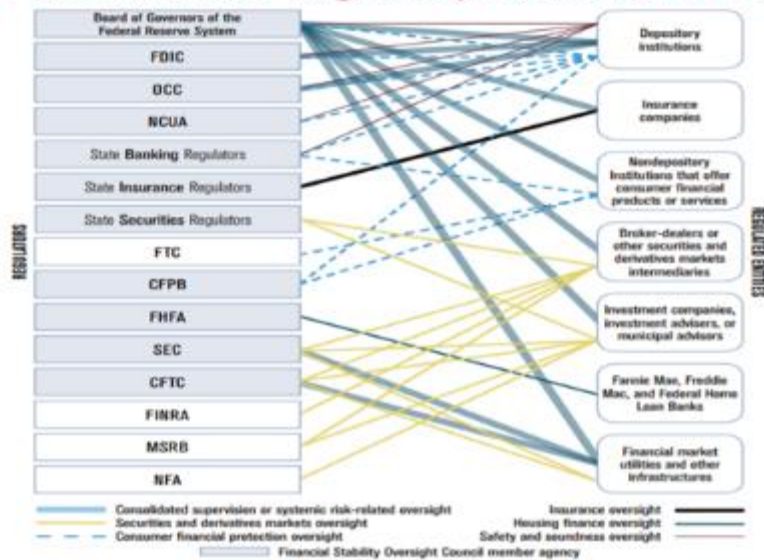 Board of Governors of the
Federal Reserve System
FDIC
OCC
NCUA
State Banking Regulators
State Insurance Regulators
State Securities Regulators
FTC
CFPB
FHFA
SEC
CFTC
FINRA
MSRB
NFA
REGULATORS
Depository
institutions
Insurance
companies
Nondepository
Institutions that offer
consumer financial
products or services
Broker-dealers or
other securities and
derivatives markets
intermediaries
Investment companies,
investment advisers, or
municipal advisors
Fannie Mae, Freddie
Mac, and Federal Home
Loan Banks
Financial market
utilities and other
infrastructures
REGULATED ENTITIES
Consolidated supervision or systemic risk-related oversight
Securities and derivatives markets oversight
Consumer financial protection oversight
Insurance oversight
Housing finance oversight
Safety and soundness oversight
Financial Stability Oversight Council member agency